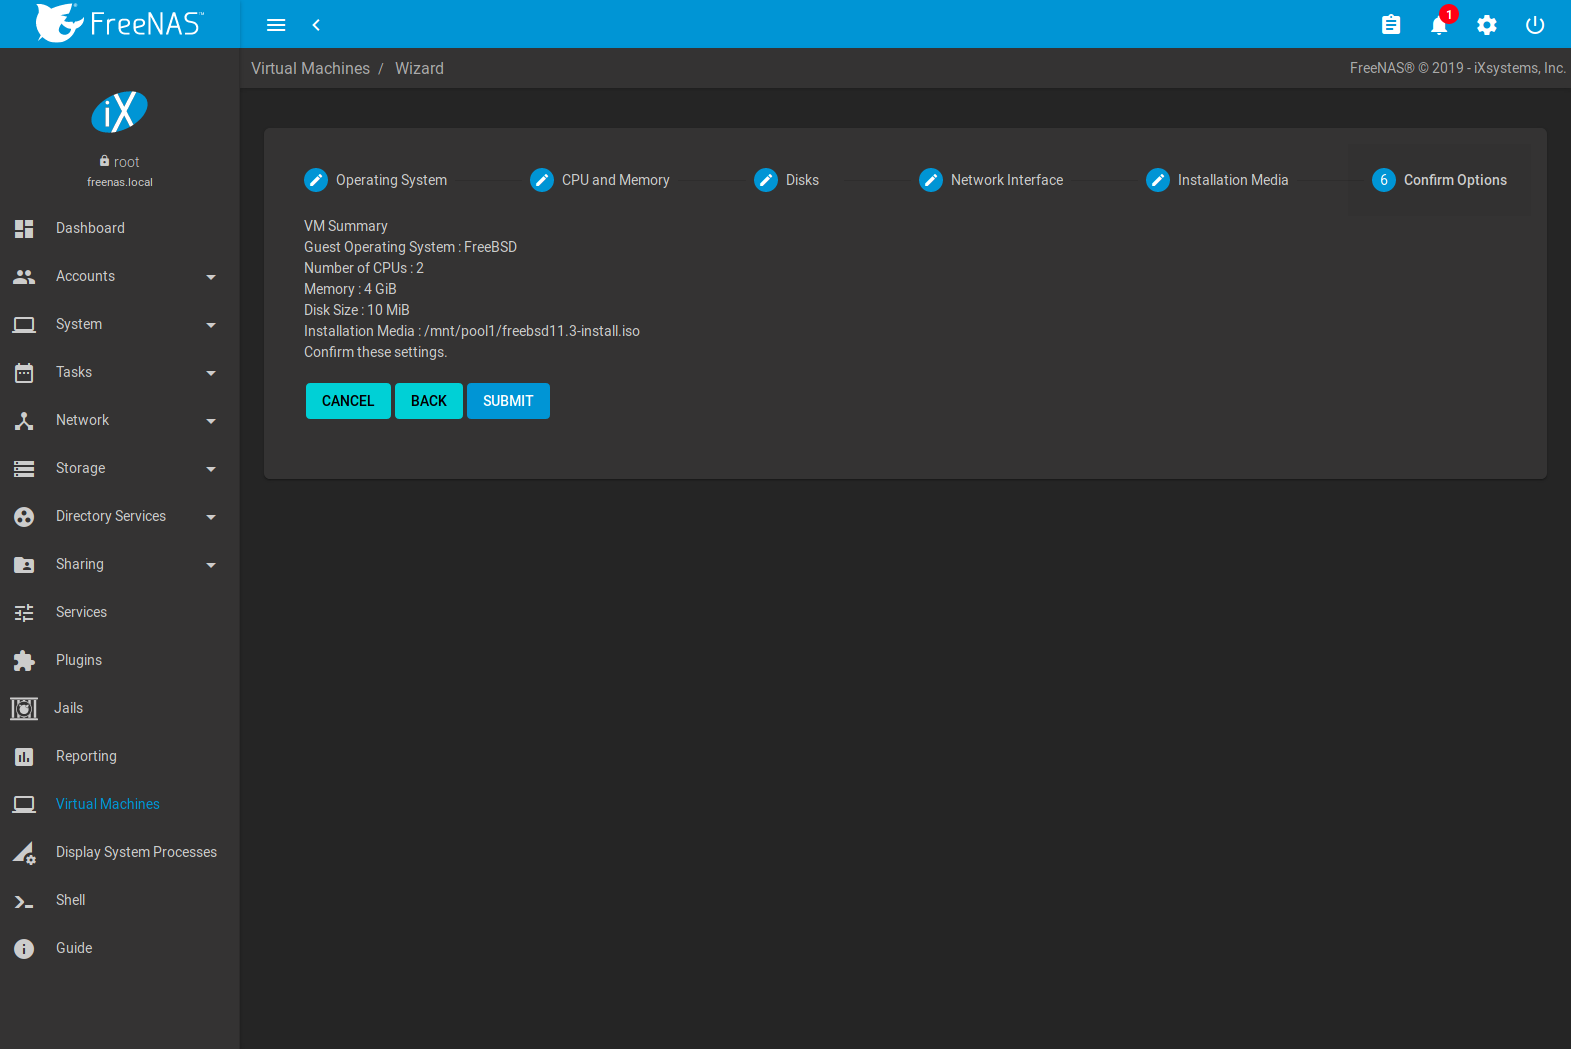 FreeNAS™
1
Virtual Machines / Wizard
FreeNAS® © 2019 - iXsystems, Inc.
iX
root
freenas.local
Dashboard
Accounts
System
Tasks
Network
Storage
Directory Services
Sharing
Services
Plugins
Jails
Reporting
Virtual Machines
Display System Processes
Shell
Guide
Operating System
CPU and Memory
Disks
Network Interface
Installation Media
6 Confirm Options
VM Summary
Guest Operating System : FreeBSD
Number of CPUs : 2
Memory : 4 GiB
Disk Size : 10 MiB
Installation Media : /mnt/pool1/freebsd11.3-install.iso
Confirm these settings.
CANCEL BACK SUBMIT